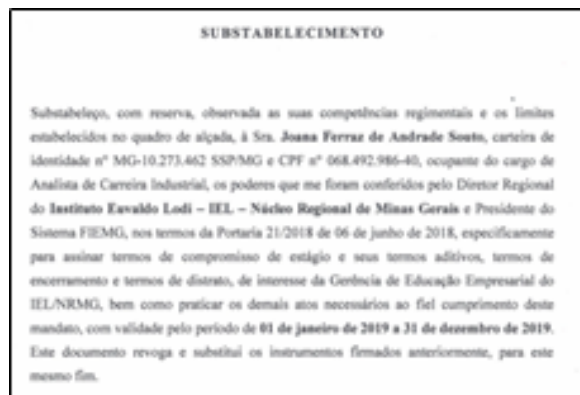 SUBSTABELECIMENTO
Substabeleço, com reserva, observada as suas competências regimentais e os limites
estabelecidos no quadro de alçada, à Sra. Joana Ferraz de Andrade Souto, carteira de
identidade nº MG-10.273.462 SSP/MG e CPF nº 068.492.986-40, ocupante do cargo de
Analista de Carreira Industrial, os poderes que me foram conferidos pelo Diretor Regional
do Instituto Euvaldo Lodi – IEL – Núcleo Regional de Minas Gerais e Presidente do
Sistema FIEMG, nos termos da Portaria 21/2018 de 06 de junho de 2018, especificamente
para assinar termos de compromisso de estágio e seus termos aditivos, termos de
encerramento e termos de distrato, de interesse da Gerência de Educação Empresarial do
IEL/NRMG, bem como praticar os demais atos necessários ao fiel cumprimento deste
mandato, com validade pelo período de 01 de janeiro de 2019 a 31 de dezembro de 2019.
Este documento revoga e substitui os instrumentos firmados anteriormente, para este
mesmo fim.